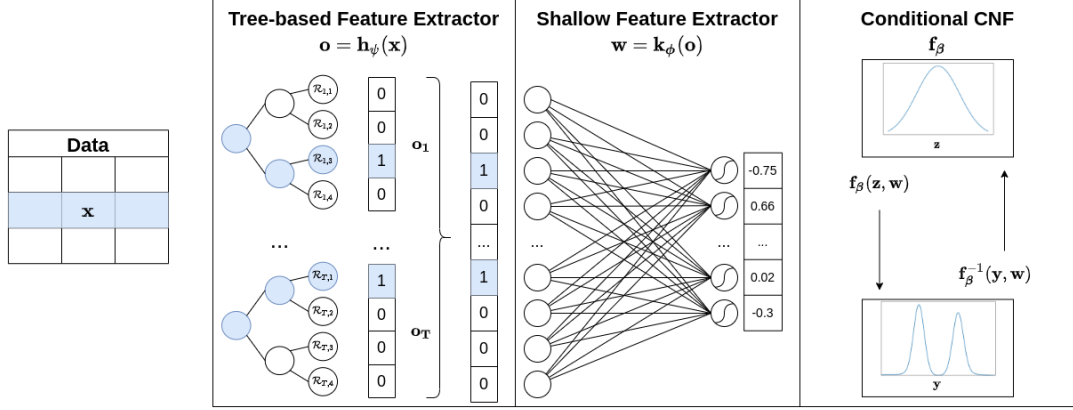 Data
x
Tree-based Feature Extractor
o = h_ψ(x)
R_{1,1}
R_{1,2}
R_{1,3}
R_{1,4}
...
R_{T,1}
R_{T,2}
R_{T,3}
R_{T,4}
0
0
1
0
...
1
0
0
0
o_1
o_T
0
0
1
0
...
1
0
0
0
Shallow Feature Extractor
w = k_ϕ(o)
...
-0.75
0.66
...
...
0.02
-0.3
Conditional CNF
f_β
z
f_β(z, w)
f_β^{-1}(y, w)
y